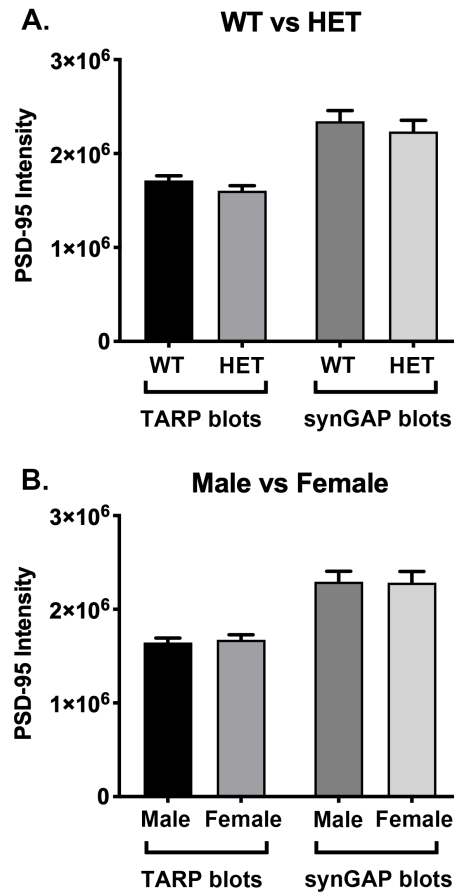 A.
WT vs HET
3×10⁶
2×10⁶
1×10⁶
0
PSD-95 Intensity
WT HET WT HET
TARP blots synGAP blots
B.
Male vs Female
3×10⁶
2×10⁶
1×10⁶
0
PSD-95 Intensity
Male Female Male Female
TARP blots synGAP blots